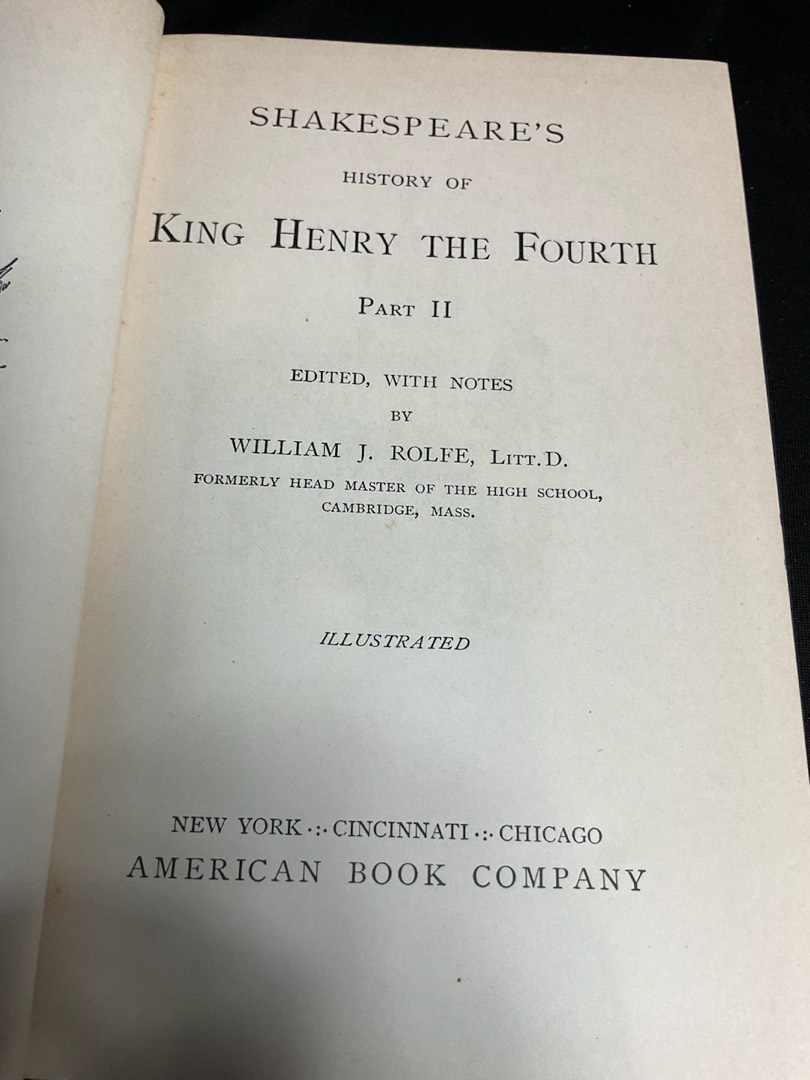 SHAKESPEARE'S
HISTORY OF
KING HENRY THE FOURTH
PART II
EDITED, WITH NOTES
BY
WILLIAM J. ROLFE, LITT.D.
FORMERLY HEAD MASTER OF THE HIGH SCHOOL,
CAMBRIDGE, MASS.
ILLUSTRATED
NEW YORK ·:· CINCINNATI ·:· CHICAGO
AMERICAN BOOK COMPANY